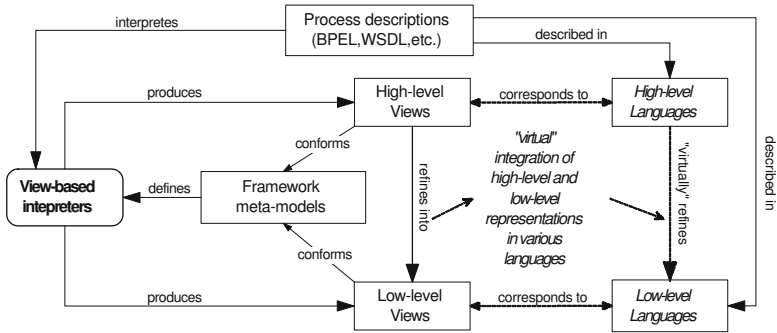 interpretes
Process descriptions
(BPEL,WSDL,etc.)
described in
produces
High-level
Views
corresponds to
High-level
Languages
conforms
refines into
"virtual"
integration of
high-level and
low-level
representations
in various
languages
"virtually" refines
described in
View-based
intepreters
defines
Framework
meta-models
conforms
produces
Low-level
Views
corresponds to
Low-level
Languages